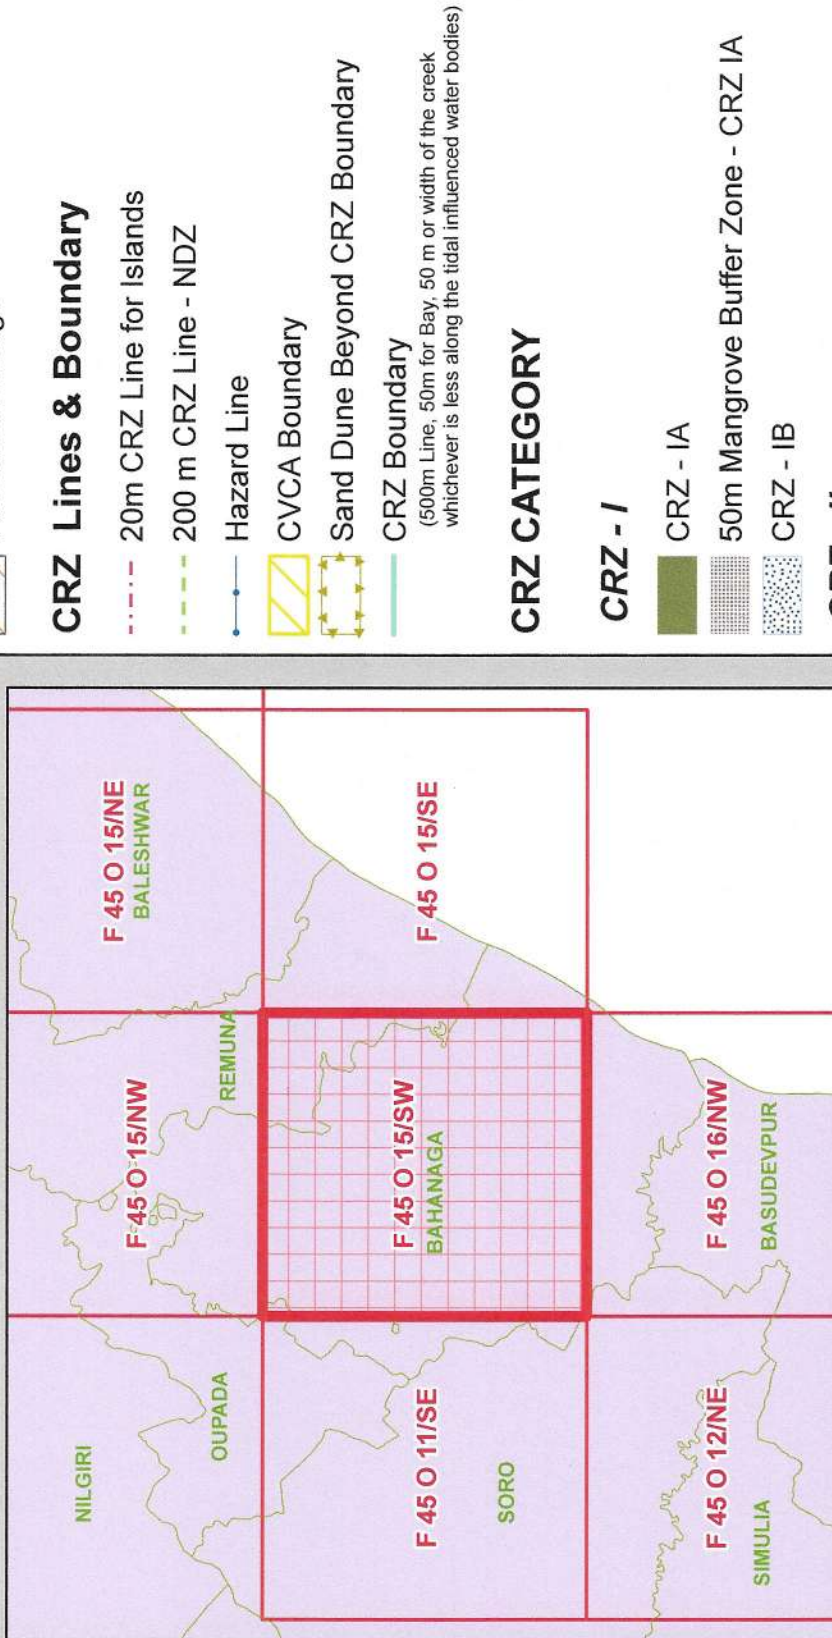 CRZ Lines & Boundary
20m CRZ Line for Islands
200 m CRZ Line - NDZ
Hazard Line
CVCA Boundary
Sand Dune Beyond CRZ Boundary
CRZ Boundary
(500m Line, 50m for Bay, 50 m or width of the creek
whichever is less along the tidal influenced water bodies)
CRZ CATEGORY
CRZ - I
CRZ - IA
50m Mangrove Buffer Zone - CRZ IA
CRZ - IB
NILGIRI
F 45 O 15/NW
F 45 O 15/NE
BALESHWAR
OUPADA
REMUNA
F 45 O 11/SE
SORO
F 45 O 15/SW
BAHANAGA
F 45 O 15/SE
F 45 O 12/NE
SIMULIA
F 45 O 16/NW
BASUDEVPUR